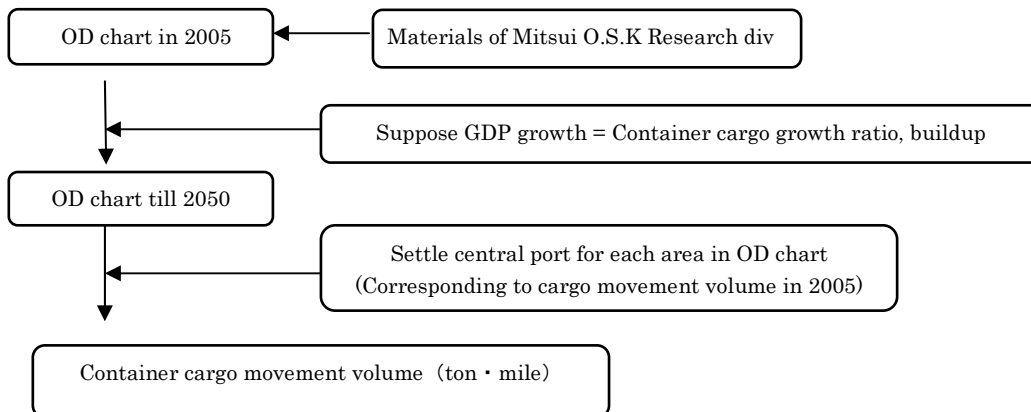 OD chart in 2005
Materials of Mitsui O.S.K Research div
Suppose GDP growth = Container cargo growth ratio, buildup
OD chart till 2050
Settle central port for each area in OD chart
(Corresponding to cargo movement volume in 2005)
Container cargo movement volume（ton・mile）